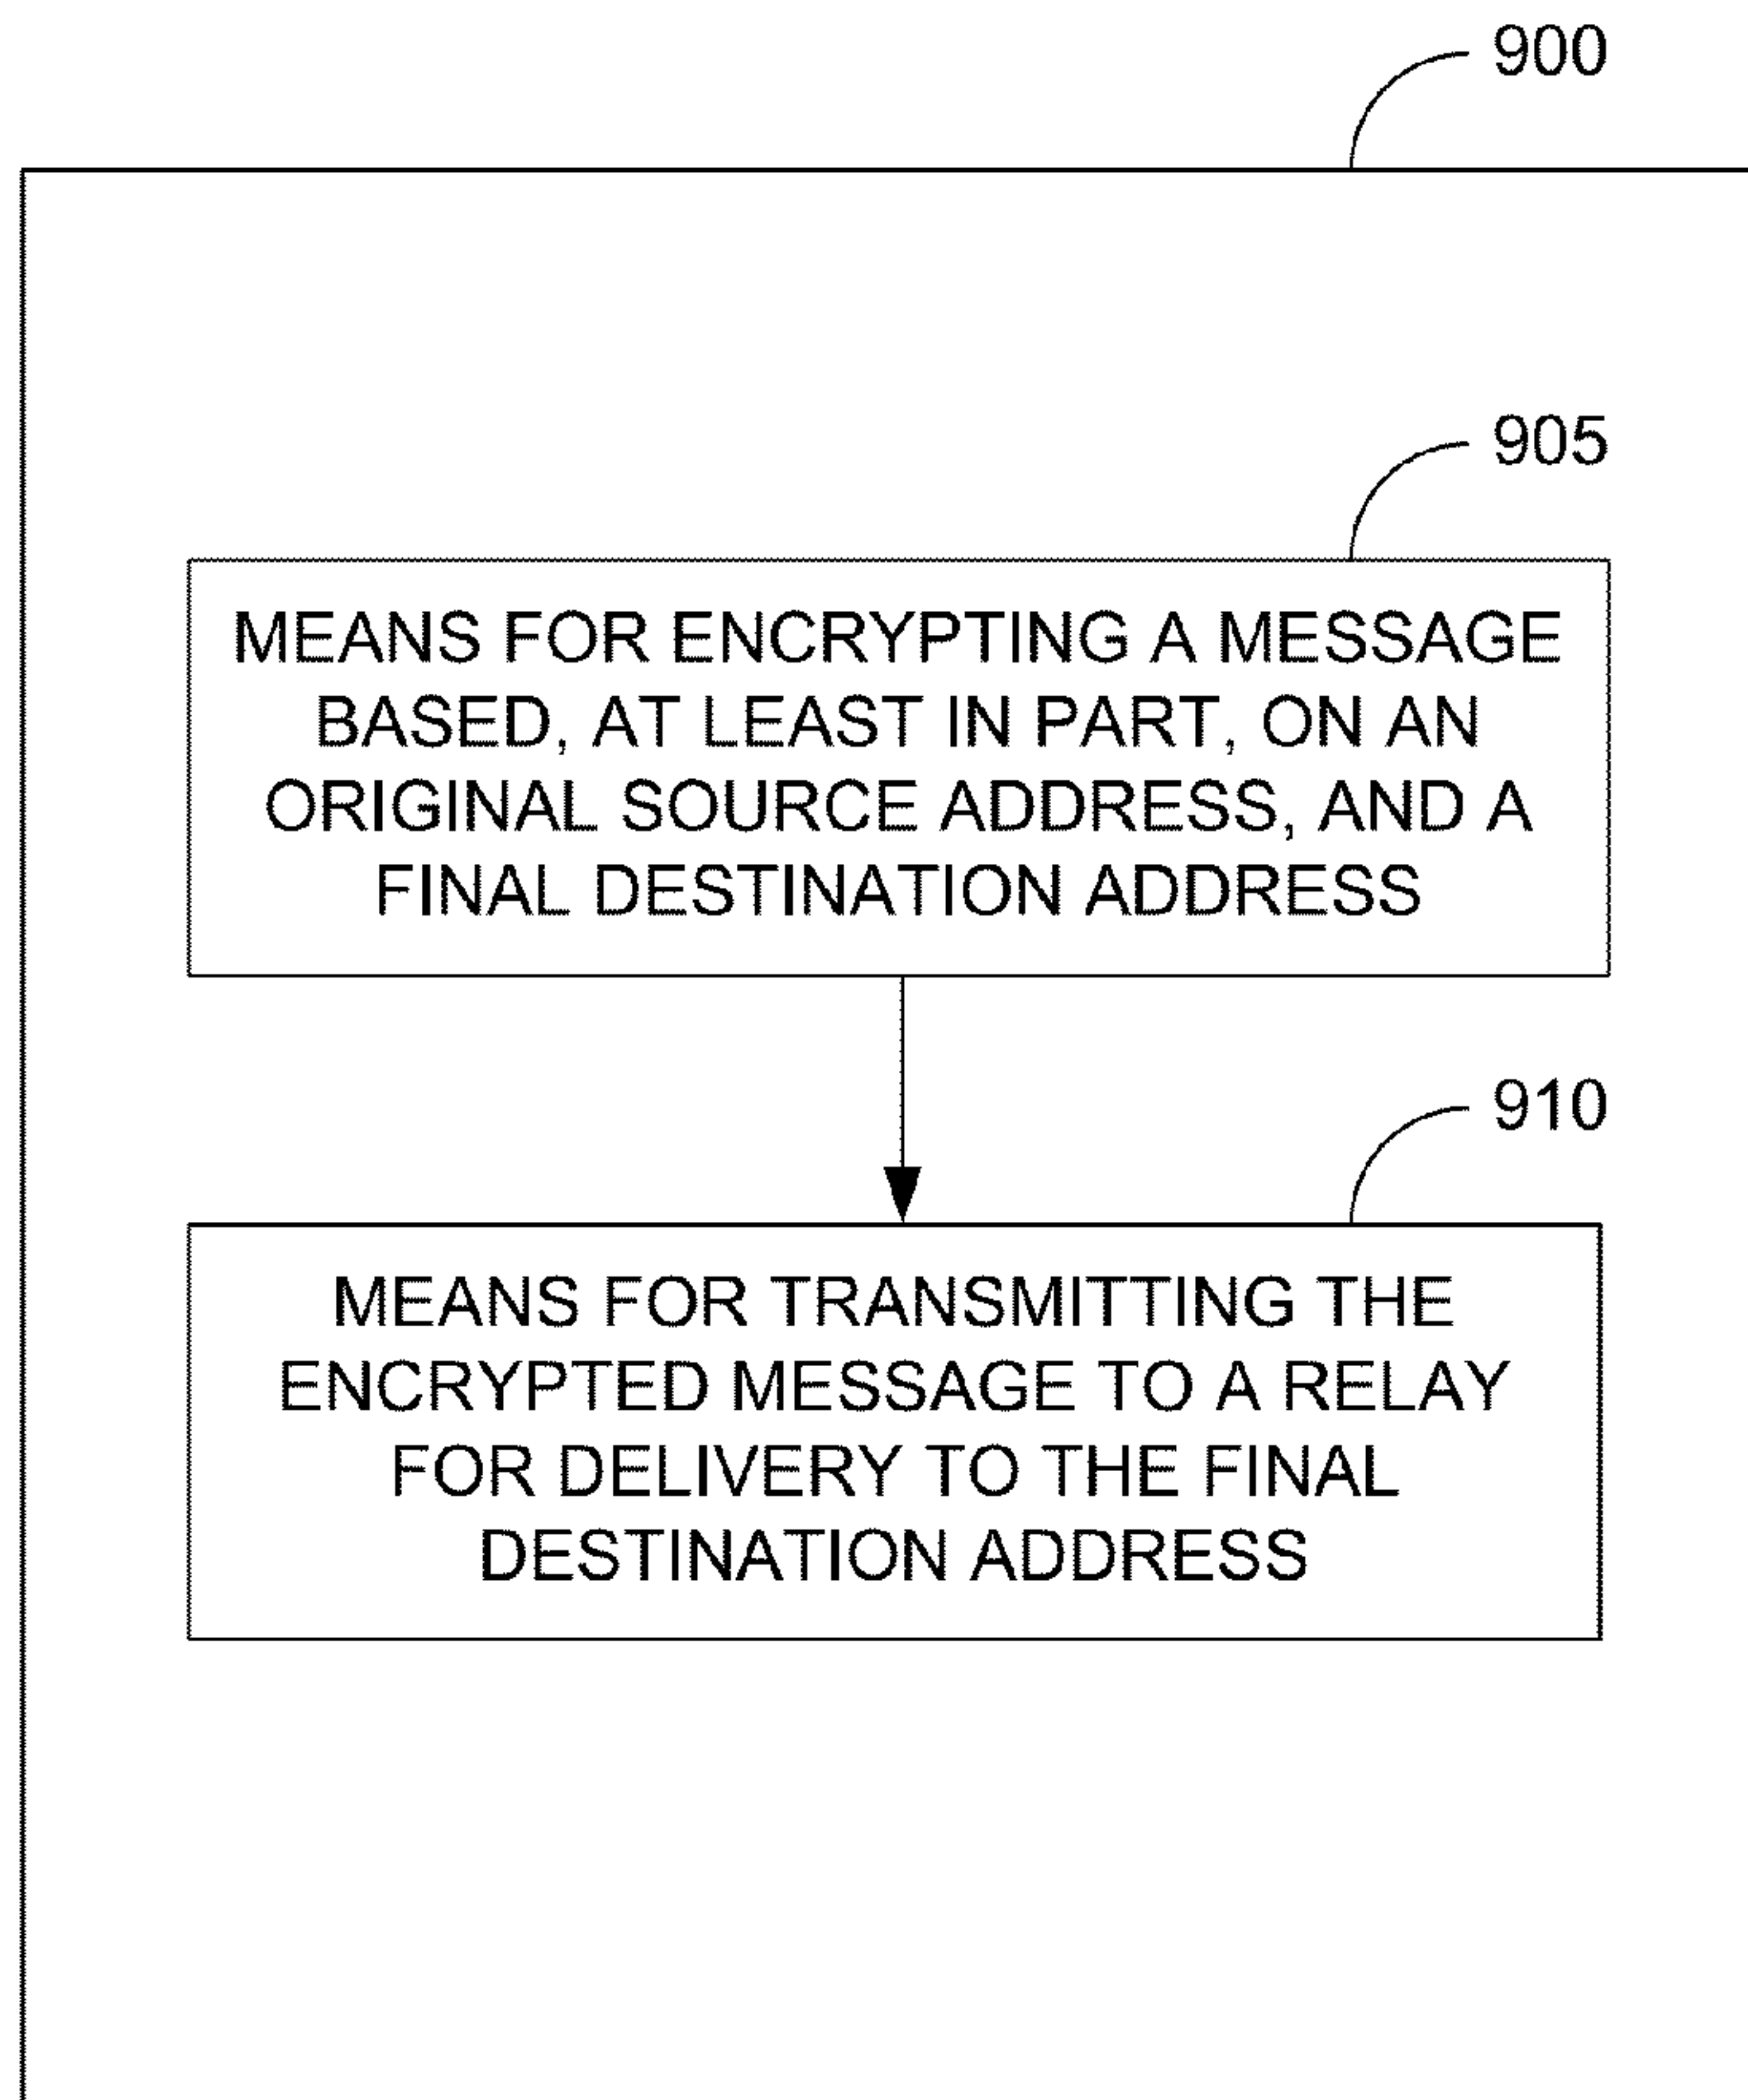 900
905
MEANS FOR ENCRYPTING A MESSAGE
BASED, AT LEAST IN PART, ON AN
ORIGINAL SOURCE ADDRESS, AND A
FINAL DESTINATION ADDRESS
910
MEANS FOR TRANSMITTING THE
ENCRYPTED MESSAGE TO A RELAY
FOR DELIVERY TO THE FINAL
DESTINATION ADDRESS